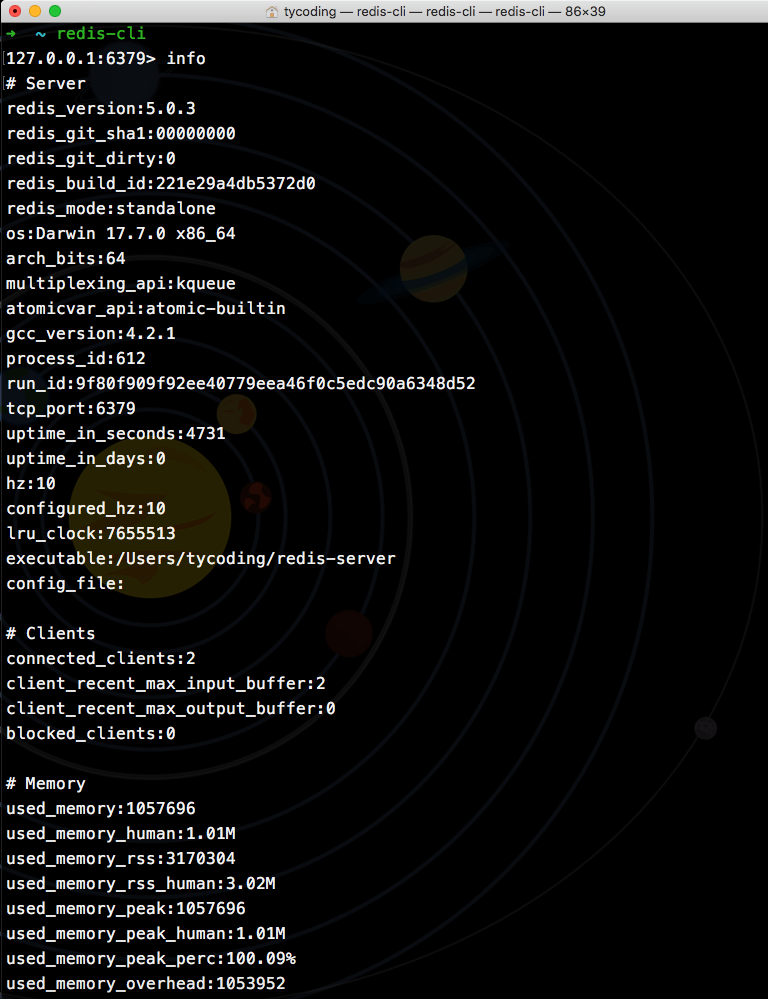 tycoding — redis-cli — redis-cli — redis-cli — 86×39
➜ ~ redis-cli
[127.0.0.1:6379> info
[# Server
redis_version:5.0.3
redis_git_sha1:00000000
redis_git_dirty:0
redis_build_id:221e29a4db5372d0
redis_mode:standalone
os:Darwin 17.7.0 x86_64
arch_bits:64
multiplexing_api:kqueue
atomicvar_api:atomic-builtin
gcc_version:4.2.1
process_id:612
run_id:9f80f909f92ee40779eea46f0c5edc90a6348d52
tcp_port:6379
uptime_in_seconds:4731
uptime_in_days:0
hz:10
configured_hz:10
lru_clock:7655513
executable:/Users/tycoding/redis-server
config_file:

# Clients
connected_clients:2
client_recent_max_input_buffer:2
client_recent_max_output_buffer:0
blocked_clients:0

# Memory
used_memory:1057696
used_memory_human:1.01M
used_memory_rss:3170304
used_memory_rss_human:3.02M
used_memory_peak:1057696
used_memory_peak_human:1.01M
used_memory_peak_perc:100.09%
used_memory_overhead:1053952